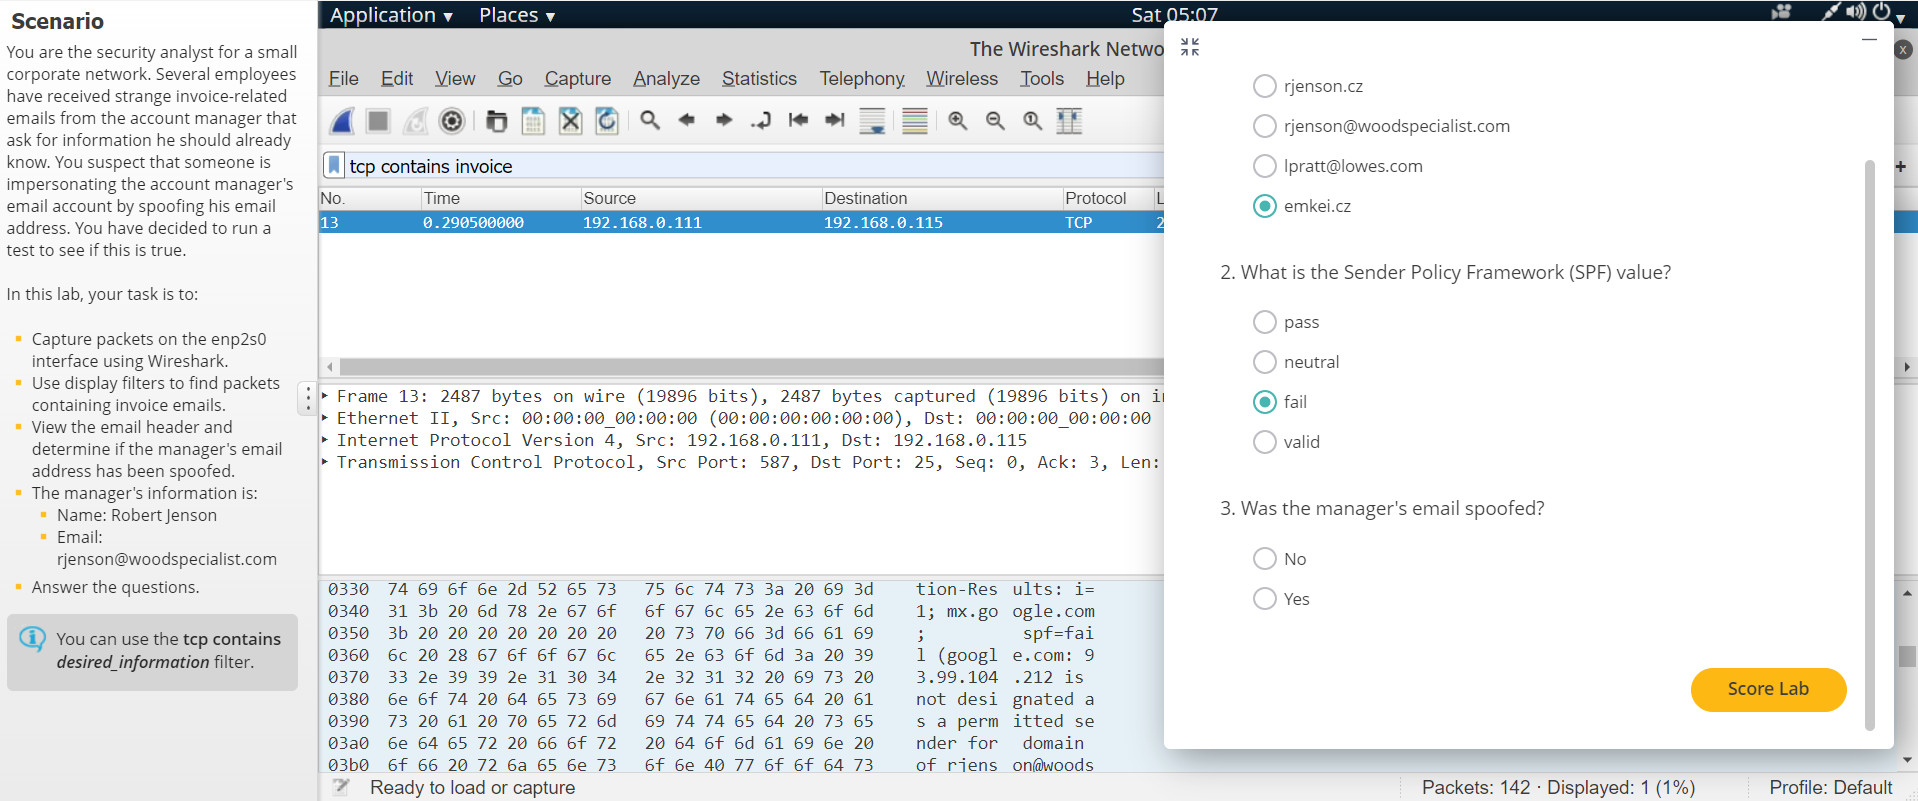 Scenario
You are the security analyst for a small
corporate network. Several employees
have received strange invoice-related
emails from the account manager that
ask for information he should already
know. You suspect that someone is
impersonating the account manager's
email account by spoofing his email
address. You have decided to run a
test to see if this is true.
In this lab, your task is to:
Capture packets on the enp2s0
interface using Wireshark.
Use display filters to find packets
containing invoice emails.
View the email header and
determine if the manager's email
address has been spoofed.
The manager's information is:
Name: Robert Jenson
Email:
rjenson@woodspecialist.com
Answer the questions.
You can use the tcp contains
desired_information filter.
Application Places Sat 05:07
The Wireshark Netwo
File Edit View Go Capture Analyze Statistics Telephony Wireless Tools Help
tcp contains invoice
No. Time Source Destination Protocol L
13 0.290500000 192.168.0.111 192.168.0.115 TCP 2
Frame 13: 2487 bytes on wire (19896 bits), 2487 bytes captured (19896 bits) on i
Ethernet II, Src: 00:00:00_00:00:00 (00:00:00:00:00:00), Dst: 00:00:00_00:00:00
Internet Protocol Version 4, Src: 192.168.0.111, Dst: 192.168.0.115
Transmission Control Protocol, Src Port: 587, Dst Port: 25, Seq: 0, Ack: 3, Len:
0330 74 69 6f 6e 2d 52 65 73 75 6c 74 73 3a 20 69 3d tion-Res ults: i=
0340 31 3b 20 6d 78 2e 67 6f 6f 67 6c 65 2e 63 6f 6d 1; mx.go ogle.com
0350 3b 20 20 20 20 20 20 20 20 73 70 66 3d 66 61 69 ; spf=fai
0360 6c 20 28 67 6f 6f 67 6c 65 2e 63 6f 6d 3a 20 39 l (googl e.com: 9
0370 33 2e 39 39 2e 31 30 34 2e 32 31 32 20 69 73 20 3.99.104 .212 is
0380 6e 6f 74 20 64 65 73 69 67 6e 61 74 65 64 20 61 not desi gnated a
0390 73 20 61 20 70 65 72 6d 69 74 74 65 64 20 73 65 s a perm itted se
03a0 6e 64 65 72 20 66 6f 72 20 64 6f 6d 61 69 6e 20 nder for domain
03b0 6f 66 20 72 6a 65 6e 73 6f 6e 40 77 6f 6f 64 73 of rjens on@woods
Ready to load or capture Packets: 142 · Displayed: 1 (1%) Profile: Default
rjenson.cz
rjenson@woodspecialist.com
lpratt@lowes.com
emkei.cz
2. What is the Sender Policy Framework (SPF) value?
pass
neutral
fail
valid
3. Was the manager's email spoofed?
No
Yes
Score Lab